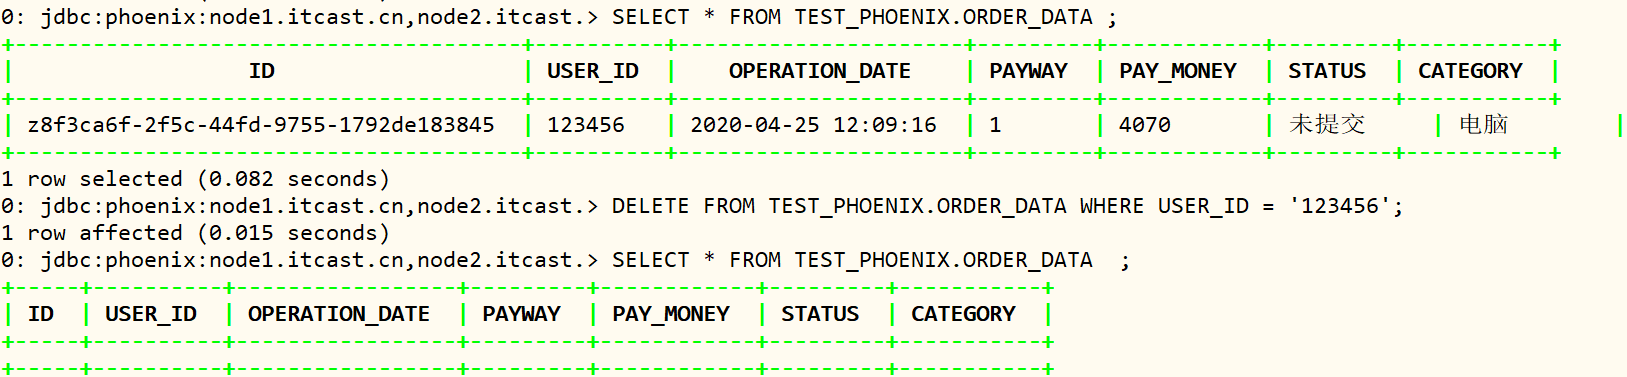 0: jdbc:phoenix:node1.itcast.cn,node2.itcast.> SELECT * FROM TEST_PHOENIX.ORDER_DATA ;
+---------------------------------------+----------+----------------------+---------+------------+---------+-----------+
| ID | USER_ID | OPERATION_DATE | PAYWAY | PAY_MONEY | STATUS | CATEGORY |
+---------------------------------------+----------+----------------------+---------+------------+---------+-----------+
| z8f3ca6f-2f5c-44fd-9755-1792de183845 | 123456 | 2020-04-25 12:09:16 | 1 | 4070 | 未提交 | 电脑 |
+---------------------------------------+----------+----------------------+---------+------------+---------+-----------+
1 row selected (0.082 seconds)
0: jdbc:phoenix:node1.itcast.cn,node2.itcast.> DELETE FROM TEST_PHOENIX.ORDER_DATA WHERE USER_ID = '123456';
1 row affected (0.015 seconds)
0: jdbc:phoenix:node1.itcast.cn,node2.itcast.> SELECT * FROM TEST_PHOENIX.ORDER_DATA  ;
+-----+----------+-----------------+---------+------------+---------+-----------+
| ID | USER_ID | OPERATION_DATE | PAYWAY | PAY_MONEY | STATUS | CATEGORY |
+-----+----------+-----------------+---------+------------+---------+-----------+
+-----+----------+-----------------+---------+------------+---------+-----------+